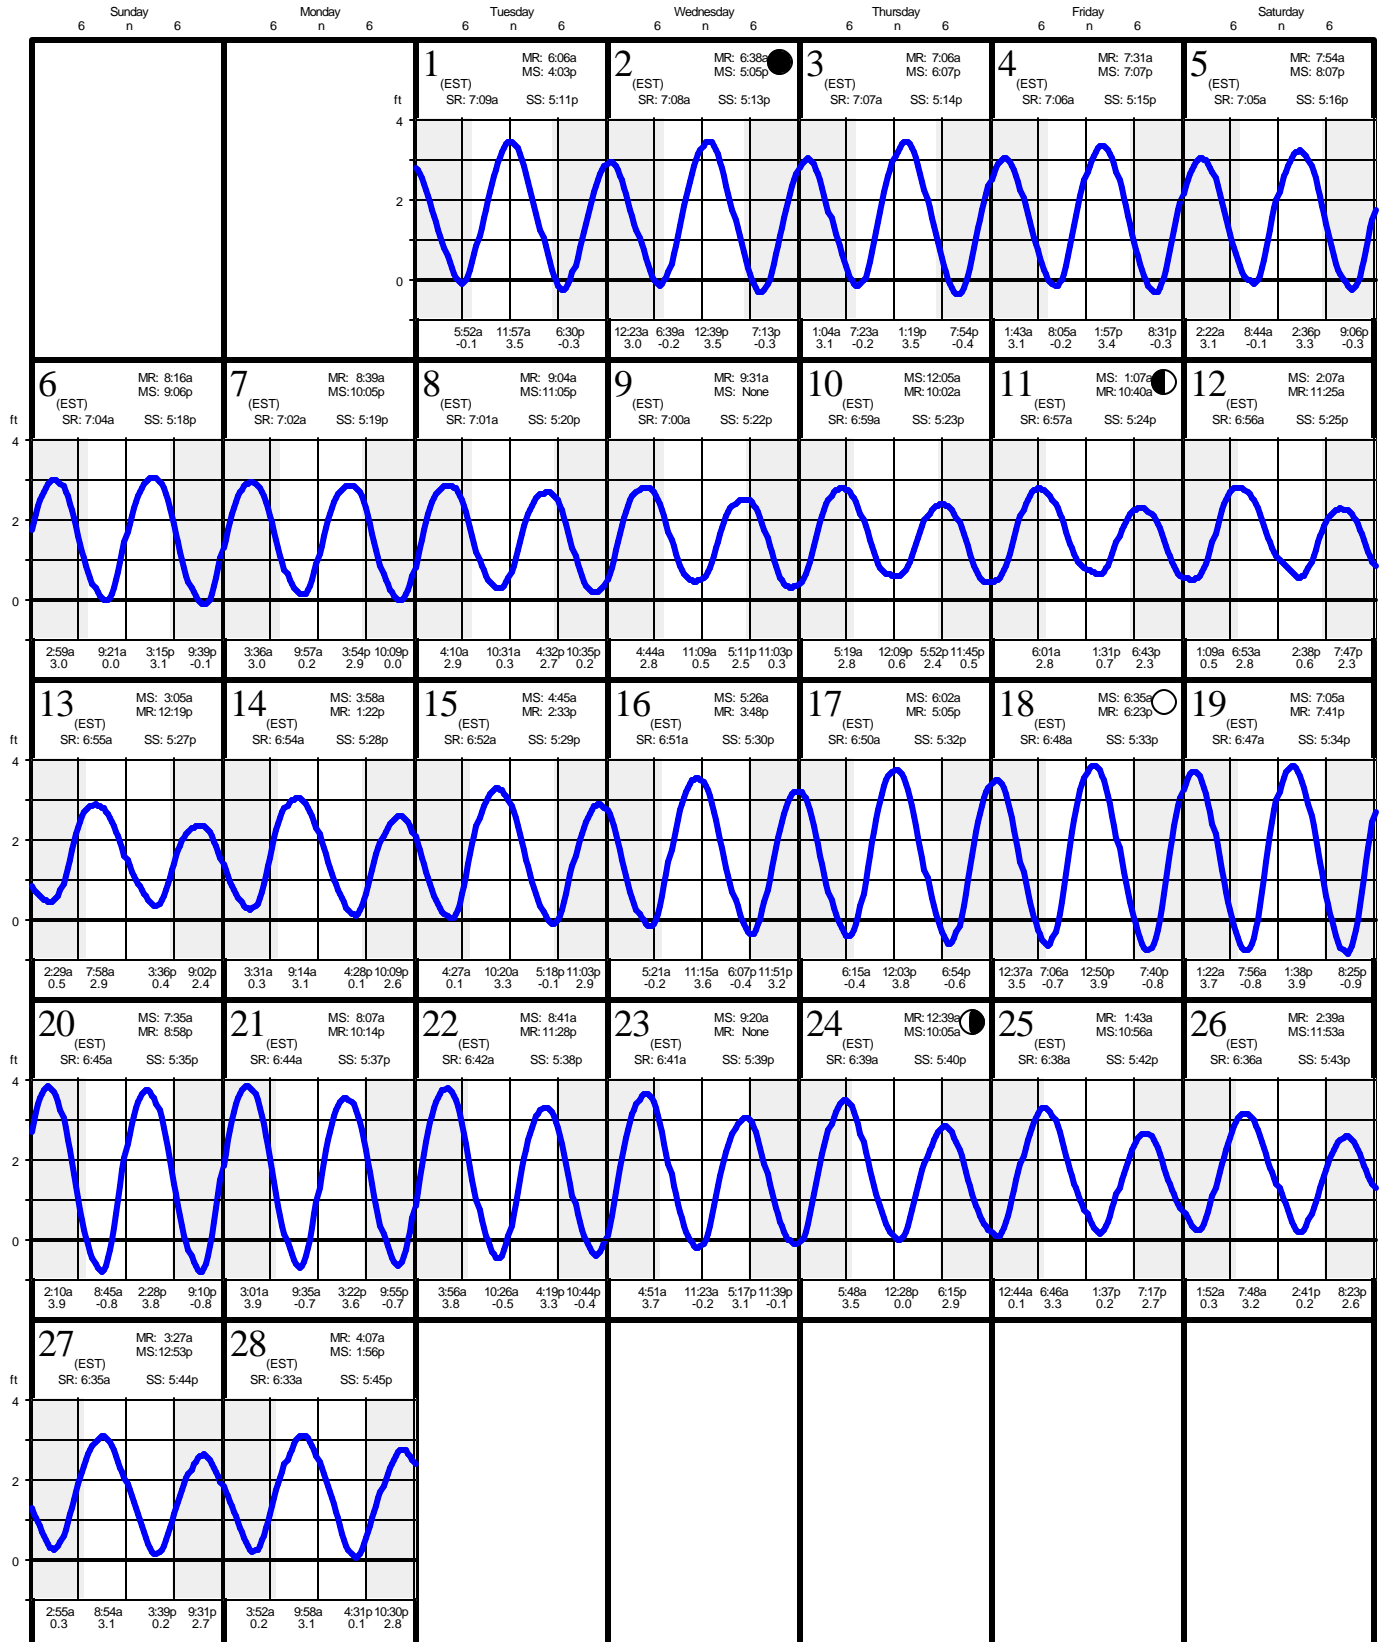 Sunday Monday Tuesday Wednesday Thursday Friday Saturday
6 n 6 6 n 6 6 n 6 6 n 6 6 n 6 6 n 6 6 n 6
1 MR: 6:06a 2 MR: 6:38a 3 MR: 7:06a 4 MR: 7:31a 5 MR: 7:54a
MS: 4:03p MS: 5:05p MS: 6:07p MS: 7:07p MS: 8:07p
(EST) (EST) (EST) (EST) (EST)
ft SR: 7:09a SS: 5:11p SR: 7:08a SS: 5:13p SR: 7:07a SS: 5:14p SR: 7:06a SS: 5:15p SR: 7:05a SS: 5:16p
4
2
0
5:52a 11:57a 6:30p 12:23a 6:39a 12:39p 7:13p 1:04a 7:23a 1:19p 7:54p 1:43a 8:05a 1:57p 8:31p 2:22a 8:44a 2:36p 9:06p
-0.1 3.5 -0.3 3.0 -0.2 3.5 -0.3 3.1 -0.2 3.5 -0.4 3.1 -0.2 3.4 -0.3 3.1 -0.1 3.3 -0.3
6 MR: 8:16a 7 MR: 8:39a 8 MR: 9:04a 9 MR: 9:31a 10 MS:12:05a 11 MS: 1:07a 12 MS: 2:07a
MS: 9:06p MS:10:05p MS:11:05p MS: None MR:10:02a MR:10:40a MR:11:25a
(EST) (EST) (EST) (EST) (EST) (EST) (EST)
ft SR: 7:04a SS: 5:18p SR: 7:02a SS: 5:19p SR: 7:01a SS: 5:20p SR: 7:00a SS: 5:22p SR: 6:59a SS: 5:23p SR: 6:57a SS: 5:24p SR: 6:56a SS: 5:25p
4
2
0
2:59a 9:21a 3:15p 9:39p 3:36a 9:57a 3:54p 10:09p 4:10a 10:31a 4:32p 10:35p 4:44a 11:09a 5:11p 11:03p 5:19a 12:09p 5:52p 11:45p 6:01a 1:31p 6:43p 1:09a 6:53a 2:38p 7:47p
3.0 0.0 3.1 -0.1 3.0 0.2 2.9 0.0 2.9 0.3 2.7 0.2 2.8 0.5 2.5 0.3 2.8 0.6 2.4 0.5 2.8 0.7 2.3 0.5 2.8 0.6 2.3
13 MS: 3:05a 14 MS: 3:58a 15 MS: 4:45a 16 MS: 5:26a 17 MS: 6:02a 18 MS: 6:35a 19 MS: 7:05a
MR:12:19p MR: 1:22p MR: 2:33p MR: 3:48p MR: 5:05p MR: 6:23p MR: 7:41p
(EST) (EST) (EST) (EST) (EST) (EST) (EST)
ft SR: 6:55a SS: 5:27p SR: 6:54a SS: 5:28p SR: 6:52a SS: 5:29p SR: 6:51a SS: 5:30p SR: 6:50a SS: 5:32p SR: 6:48a SS: 5:33p SR: 6:47a SS: 5:34p
4
2
0
2:29a 7:58a 3:36p 9:02p 3:31a 9:14a 4:28p 10:09p 4:27a 10:20a 5:18p 11:03p 5:21a 11:15a 6:07p 11:51p 6:15a 12:03p 6:54p 12:37a 7:06a 12:50p 7:40p 1:22a 7:56a 1:38p 8:25p
0.5 2.9 0.4 2.4 0.3 3.1 0.1 2.6 0.1 3.3 -0.1 2.9 -0.2 3.6 -0.4 3.2 -0.4 3.8 -0.6 3.5 -0.7 3.9 -0.8 3.7 -0.8 3.9 -0.9
20 MS: 7:35a 21 MS: 8:07a 22 MS: 8:41a 23 MS: 9:20a 24 MR:12:39a 25 MR: 1:43a 26 MR: 2:39a
MR: 8:58p MR:10:14p MR:11:28p MR: None MS:10:05a MS:10:56a MS:11:53a
(EST) (EST) (EST) (EST) (EST) (EST) (EST)
ft SR: 6:45a SS: 5:35p SR: 6:44a SS: 5:37p SR: 6:42a SS: 5:38p SR: 6:41a SS: 5:39p SR: 6:39a SS: 5:40p SR: 6:38a SS: 5:42p SR: 6:36a SS: 5:43p
4
2
0
2:10a 8:45a 2:28p 9:10p 3:01a 9:35a 3:22p 9:55p 3:56a 10:26a 4:19p 10:44p 4:51a 11:23a 5:17p 11:39p 5:48a 12:28p 6:15p 12:44a 6:46a 1:37p 7:17p 1:52a 7:48a 2:41p 8:23p
3.9 -0.8 3.8 -0.8 3.9 -0.7 3.6 -0.7 3.8 -0.5 3.3 -0.4 3.7 -0.2 3.1 -0.1 3.5 0.0 2.9 0.1 3.3 0.2 2.7 0.3 3.2 0.2 2.6
27 MR: 3:27a 28 MR: 4:07a
MS:12:53p MS: 1:56p
(EST) (EST)
ft SR: 6:35a SS: 5:44p SR: 6:33a SS: 5:45p
4
2
0
2:55a 8:54a 3:39p 9:31p 3:52a 9:58a 4:31p 10:30p
0.3 3.1 0.2 2.7 0.2 3.1 0.1 2.8